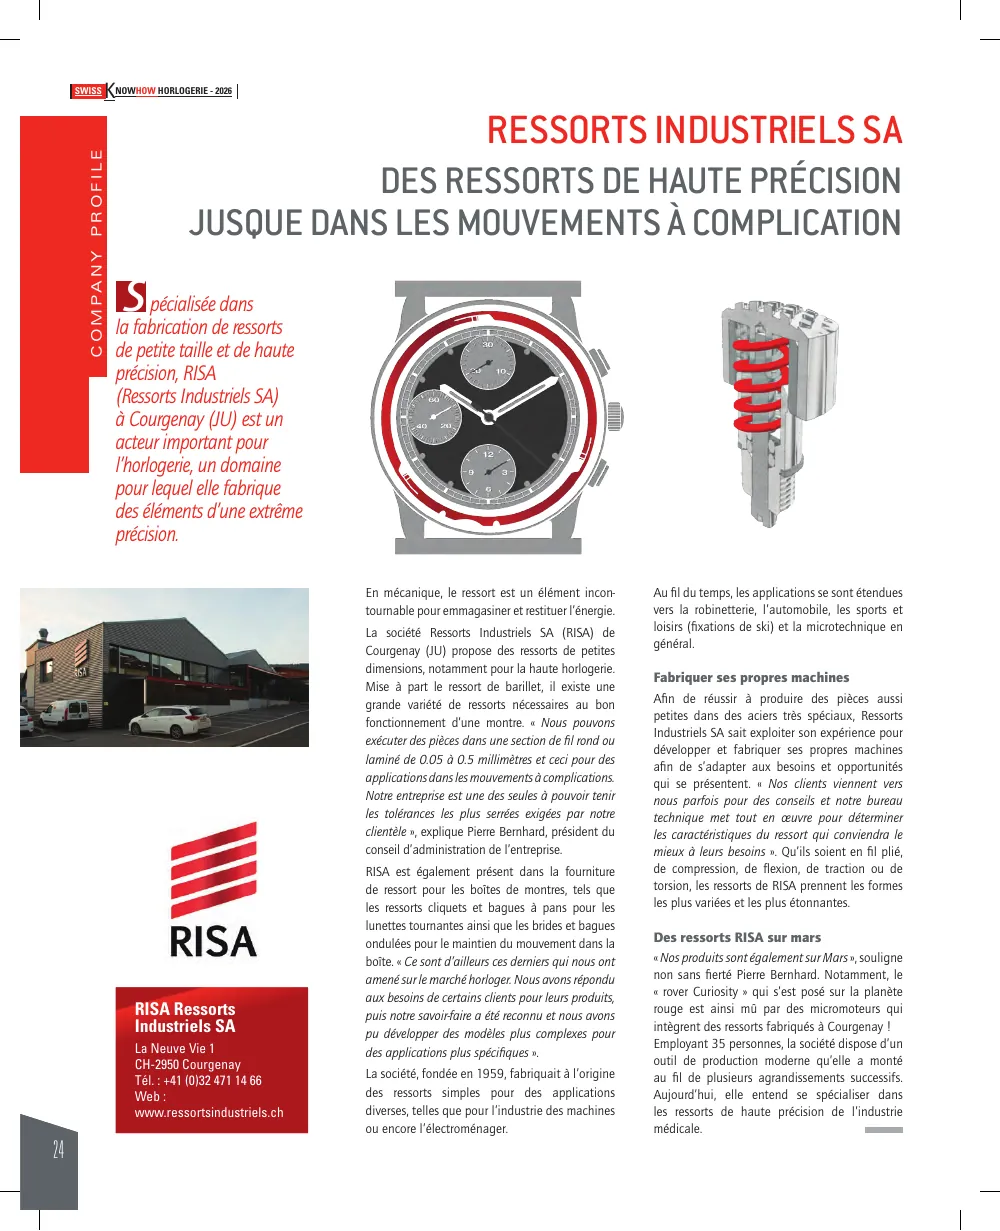 SWISS KNOWHOW HORLOGERIE - 2026
COMPANY PROFILE
RESSORTS INDUSTRIELS SA
DES RESSORTS DE HAUTE PRÉCISION
JUSQUE DANS LES MOUVEMENTS À COMPLICATION
Spécialisée dans
la fabrication de ressorts
de petite taille et de haute
précision, RISA
(Ressorts Industriels SA)
à Courgenay (JU) est un
acteur important pour
l'horlogerie, un domaine
pour lequel elle fabrique
des éléments d'une extrême
précision.
30
10
60
40 20
12
9 3
6
RISA
RISA
RISA Ressorts
Industriels SA
La Neuve Vie 1
CH-2950 Courgenay
Tél. : +41 (0)32 471 14 66
Web :
www.ressortsindustriels.ch
En mécanique, le ressort est un élément incon-
tournable pour emmagasiner et restituer l'énergie.
La société Ressorts Industriels SA (RISA) de
Courgenay (JU) propose des ressorts de petites
dimensions, notamment pour la haute horlogerie.
Mise à part le ressort de barillet, il existe une
grande variété de ressorts nécessaires au bon
fonctionnement d'une montre. « Nous pouvons
exécuter des pièces dans une section de fil rond ou
laminé de 0.05 à 0.5 millimètres et ceci pour des
applications dans les mouvements à complications.
Notre entreprise est une des seules à pouvoir tenir
les tolérances les plus serrées exigées par notre
clientèle », explique Pierre Bernhard, président du
conseil d'administration de l'entreprise.
RISA est également présent dans la fourniture
de ressort pour les boîtes de montres, tels que
les ressorts cliquets et bagues à pans pour les
lunettes tournantes ainsi que les brides et bagues
ondulées pour le maintien du mouvement dans la
boîte. « Ce sont d'ailleurs ces derniers qui nous ont
amené sur le marché horloger. Nous avons répondu
aux besoins de certains clients pour leurs produits,
puis notre savoir-faire a été reconnu et nous avons
pu développer des modèles plus complexes pour
des applications plus spécifiques ».
La société, fondée en 1959, fabriquait à l'origine
des ressorts simples pour des applications
diverses, telles que pour l'industrie des machines
ou encore l'électroménager.
Au fil du temps, les applications se sont étendues
vers la robinetterie, l'automobile, les sports et
loisirs (fixations de ski) et la microtechnique en
général.
Fabriquer ses propres machines
Afin de réussir à produire des pièces aussi
petites dans des aciers très spéciaux, Ressorts
Industriels SA sait exploiter son expérience pour
développer et fabriquer ses propres machines
afin de s'adapter aux besoins et opportunités
qui se présentent. « Nos clients viennent vers
nous parfois pour des conseils et notre bureau
technique met tout en œuvre pour déterminer
les caractéristiques du ressort qui conviendra le
mieux à leurs besoins ». Qu'ils soient en fil plié,
de compression, de flexion, de traction ou de
torsion, les ressorts de RISA prennent les formes
les plus variées et les plus étonnantes.
Des ressorts RISA sur mars
« Nos produits sont également sur Mars », souligne
non sans fierté Pierre Bernhard. Notamment, le
« rover Curiosity » qui s'est posé sur la planète
rouge est ainsi mû par des micromoteurs qui
intègrent des ressorts fabriqués à Courgenay !
Employant 35 personnes, la société dispose d'un
outil de production moderne qu'elle a monté
au fil de plusieurs agrandissements successifs.
Aujourd'hui, elle entend se spécialiser dans
les ressorts de haute précision de l'industrie
médicale.
24